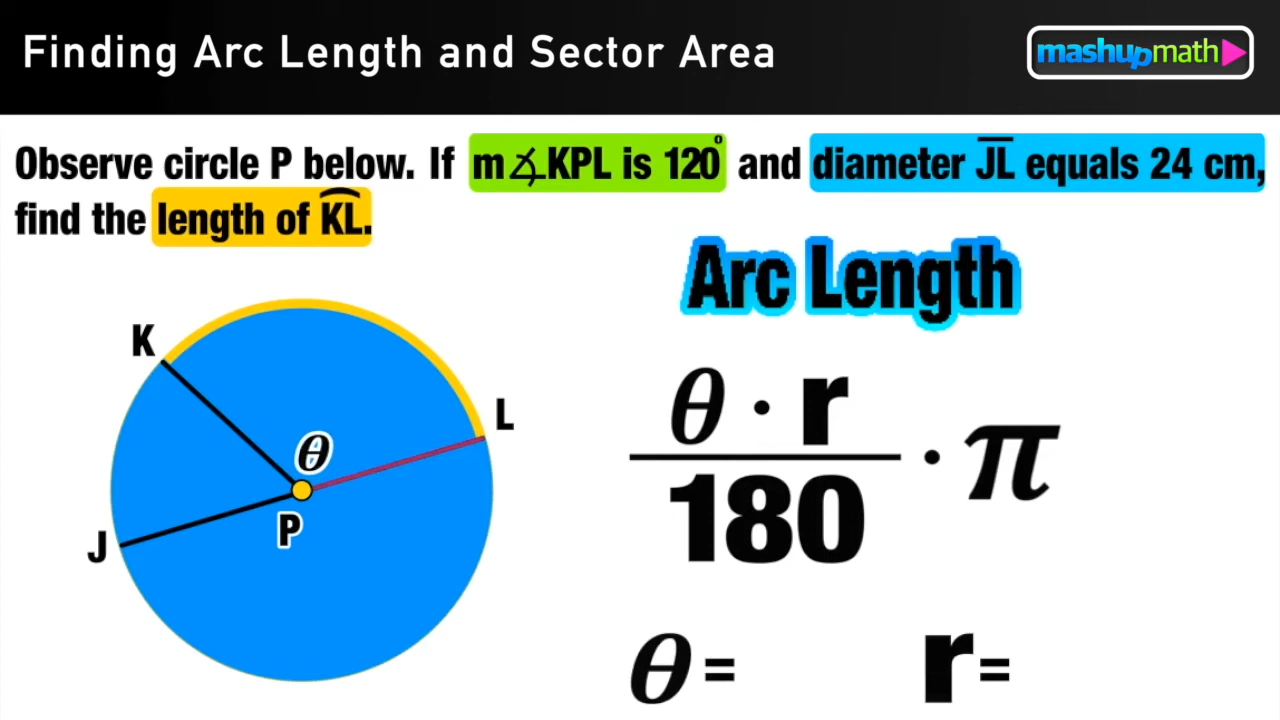 Finding Arc Length and Sector Area
mashupmath
Observe circle P below. If m∡KPL is 120° and diameter J͞L͞ equals 24 cm,
find the length of K͡L.
Arc Length
K
L
θ
P
J
θ · r
180
· π
θ =
r =